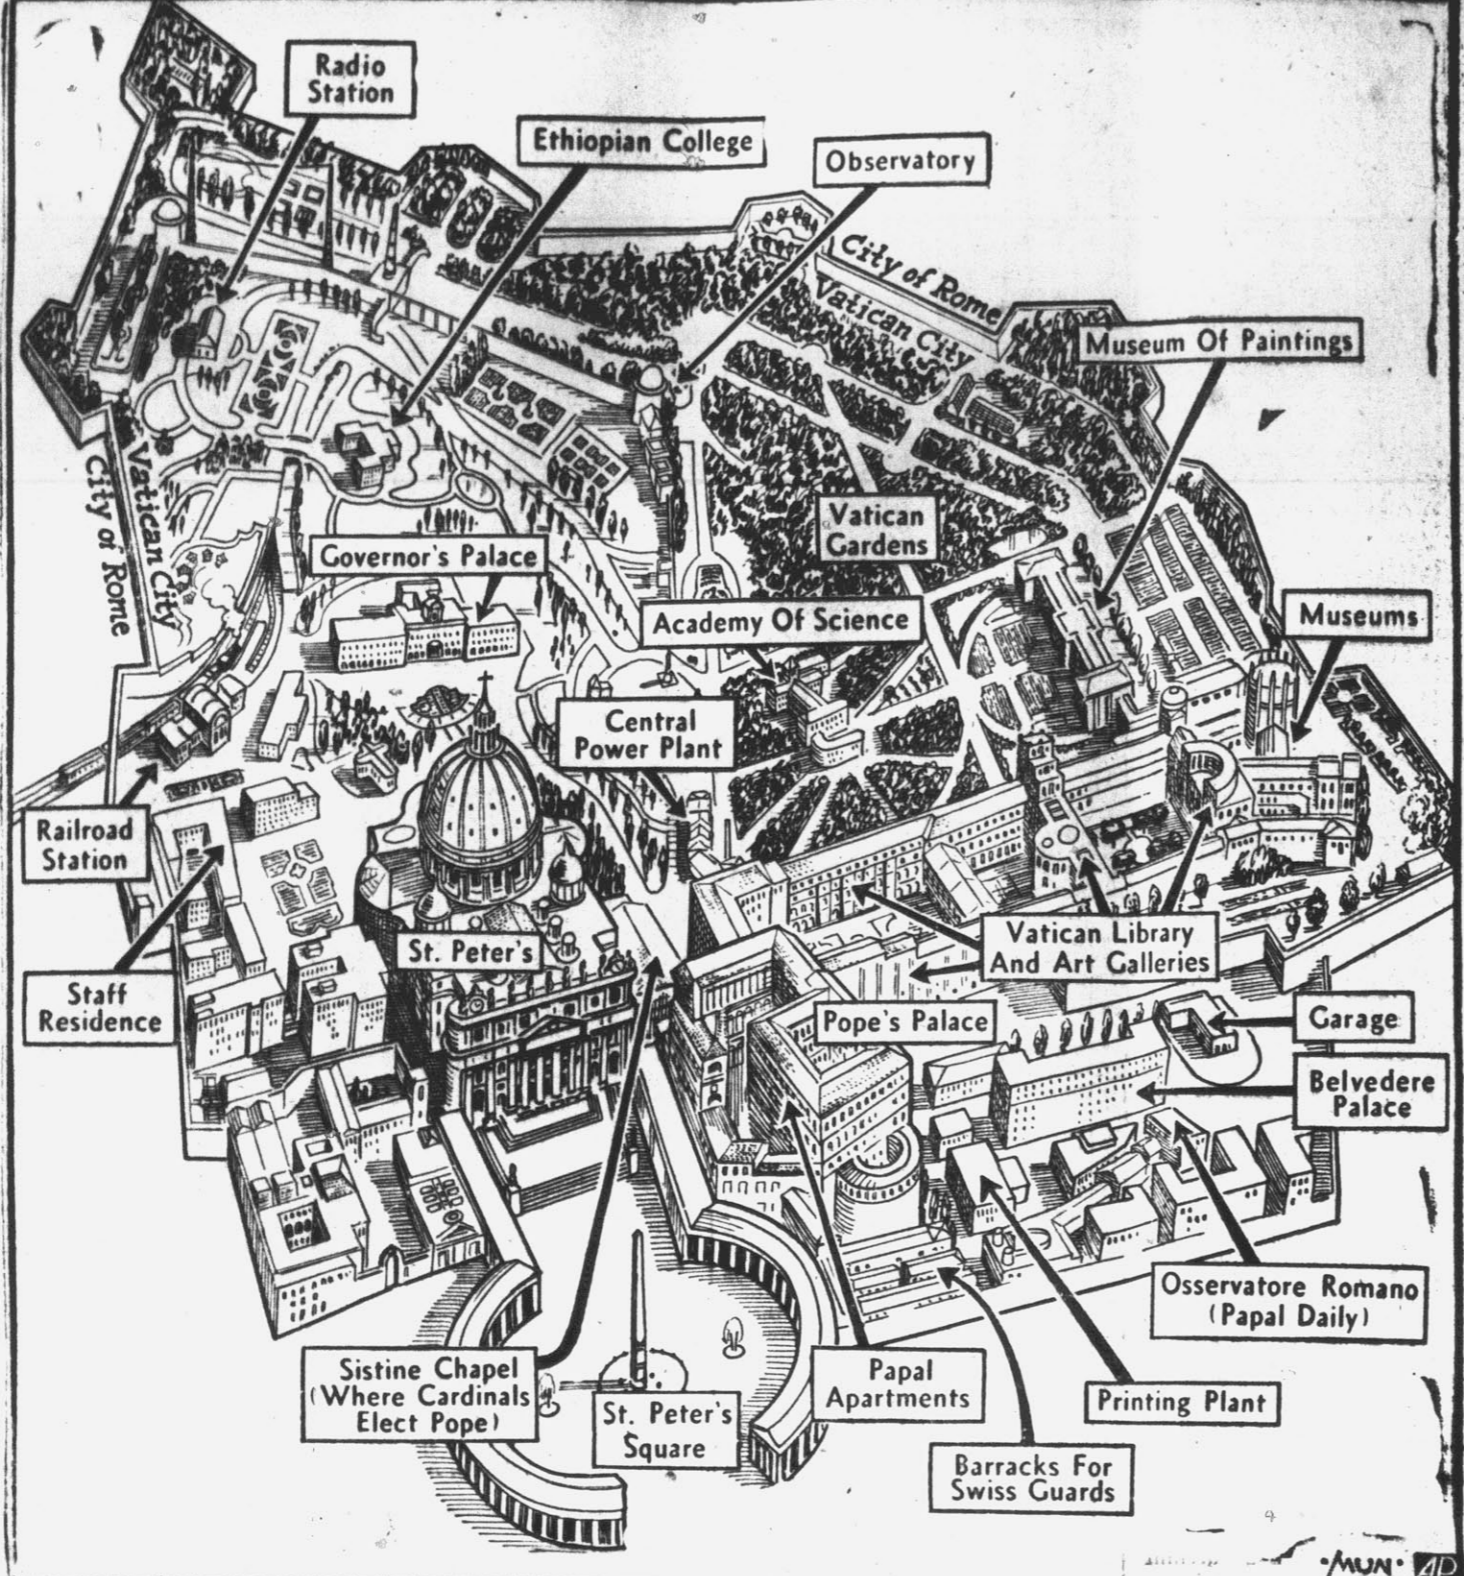 Radio
Station
Ethiopian College
Observatory
City of Rome
Vatican City
Museum Of Paintings
Vatican City
City of Rome
Vatican
Gardens
Governor's Palace
Academy Of Science
Museums
Central
Power Plant
Railroad
Station
St. Peter's
Vatican Library
And Art Galleries
Staff
Residence
Pope's Palace
Garage
Belvedere
Palace
Osservatore Romano
(Papal Daily)
Sistine Chapel
(Where Cardinals
Elect Pope)
Papal
Apartments
Printing Plant
St. Peter's
Square
Barracks For
Swiss Guards
·MUN·
AP